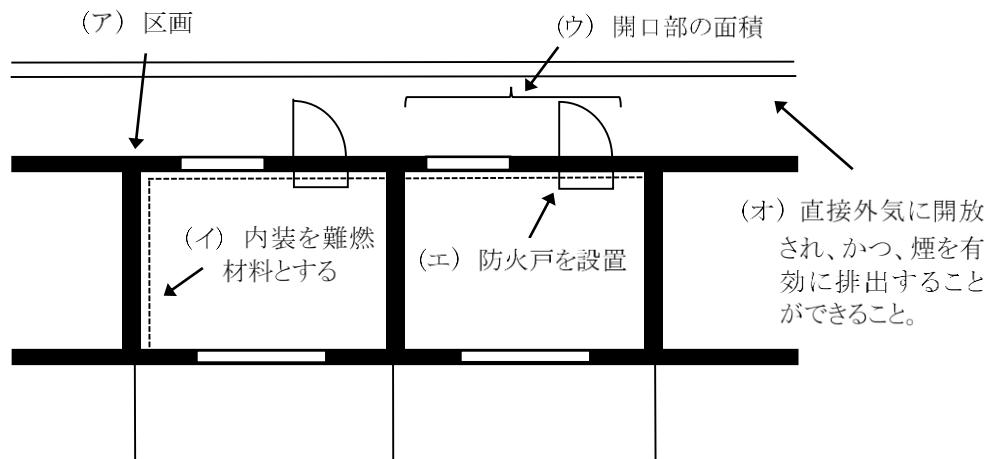 (ア) 区画
(ウ) 開口部の面積
(イ) 内装を難燃
材料とする
(エ) 防火戸を設置
(オ) 直接外気に開放
され、かつ、煙を有
効に排出すること
ができること。